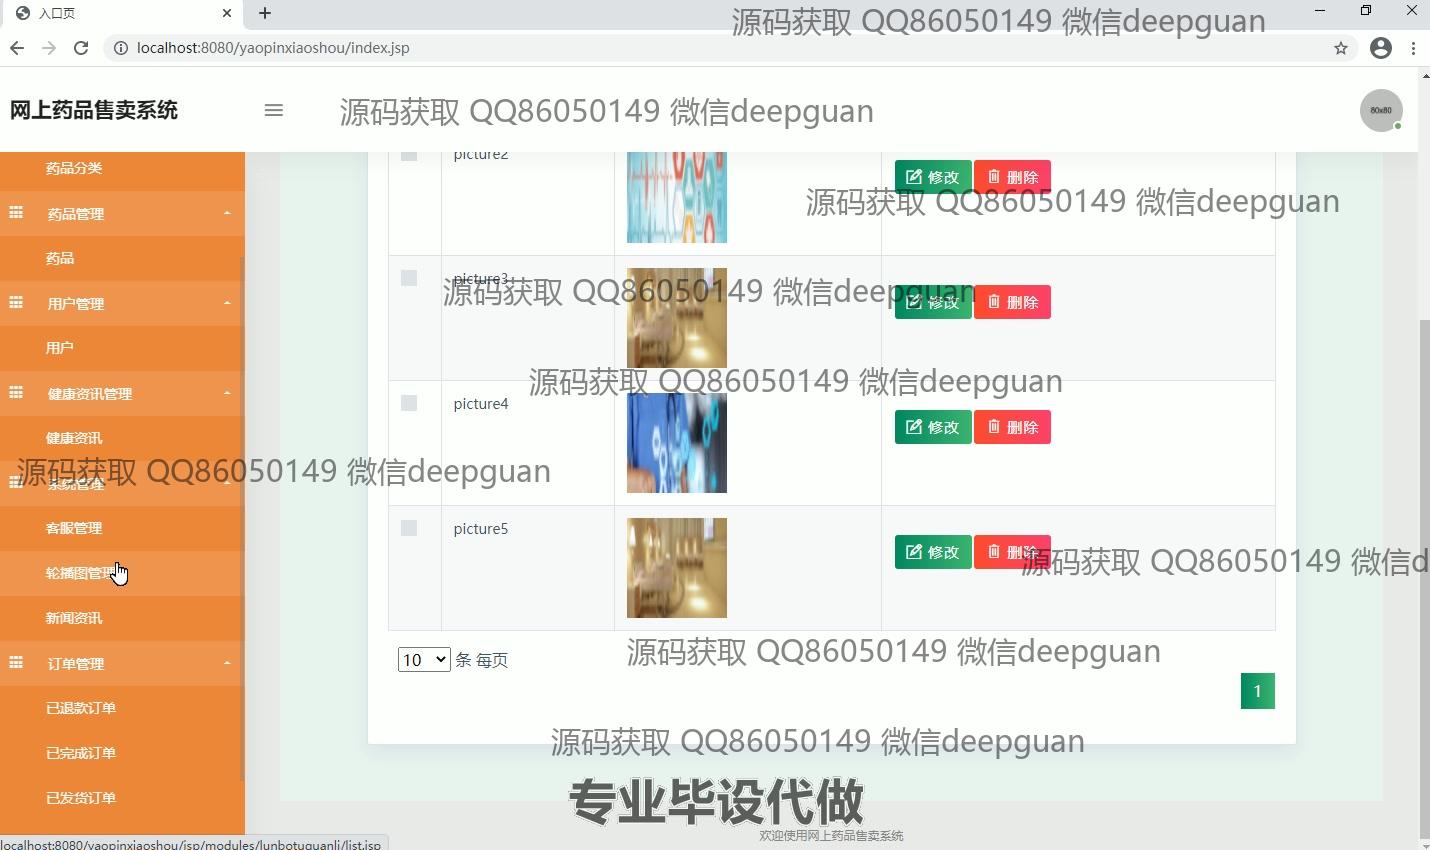 入口页
localhost:8080/yaopinxiaoshou/index.jsp
源码获取 QQ86050149 微信deepguan
网上药品售卖系统
源码获取 QQ86050149 微信deepguan
80x80
药品分类
药品管理
药品
用户管理
用户
健康资讯管理
健康资讯
系统管理
客服管理
轮播图管理
新闻资讯
订单管理
已退款订单
已完成订单
已发货订单
picture2
修改 删除
源码获取 QQ86050149 微信deepguan
picture3
修改 删除
源码获取 QQ86050149 微信deepguan
源码获取 QQ86050149 微信deepguan
picture4
修改 删除
源码获取 QQ86050149 微信deepguan
picture5
修改 删除
源码获取 QQ86050149 微信d
源码获取 QQ86050149 微信deepguan
10 条 每页
1
源码获取 QQ86050149 微信deepguan
专业毕设代做
欢迎使用网上药品售卖系统
localhost:8080/yaopinxiaoshou/jsp/modules/lunbotuguanli/list.jsp